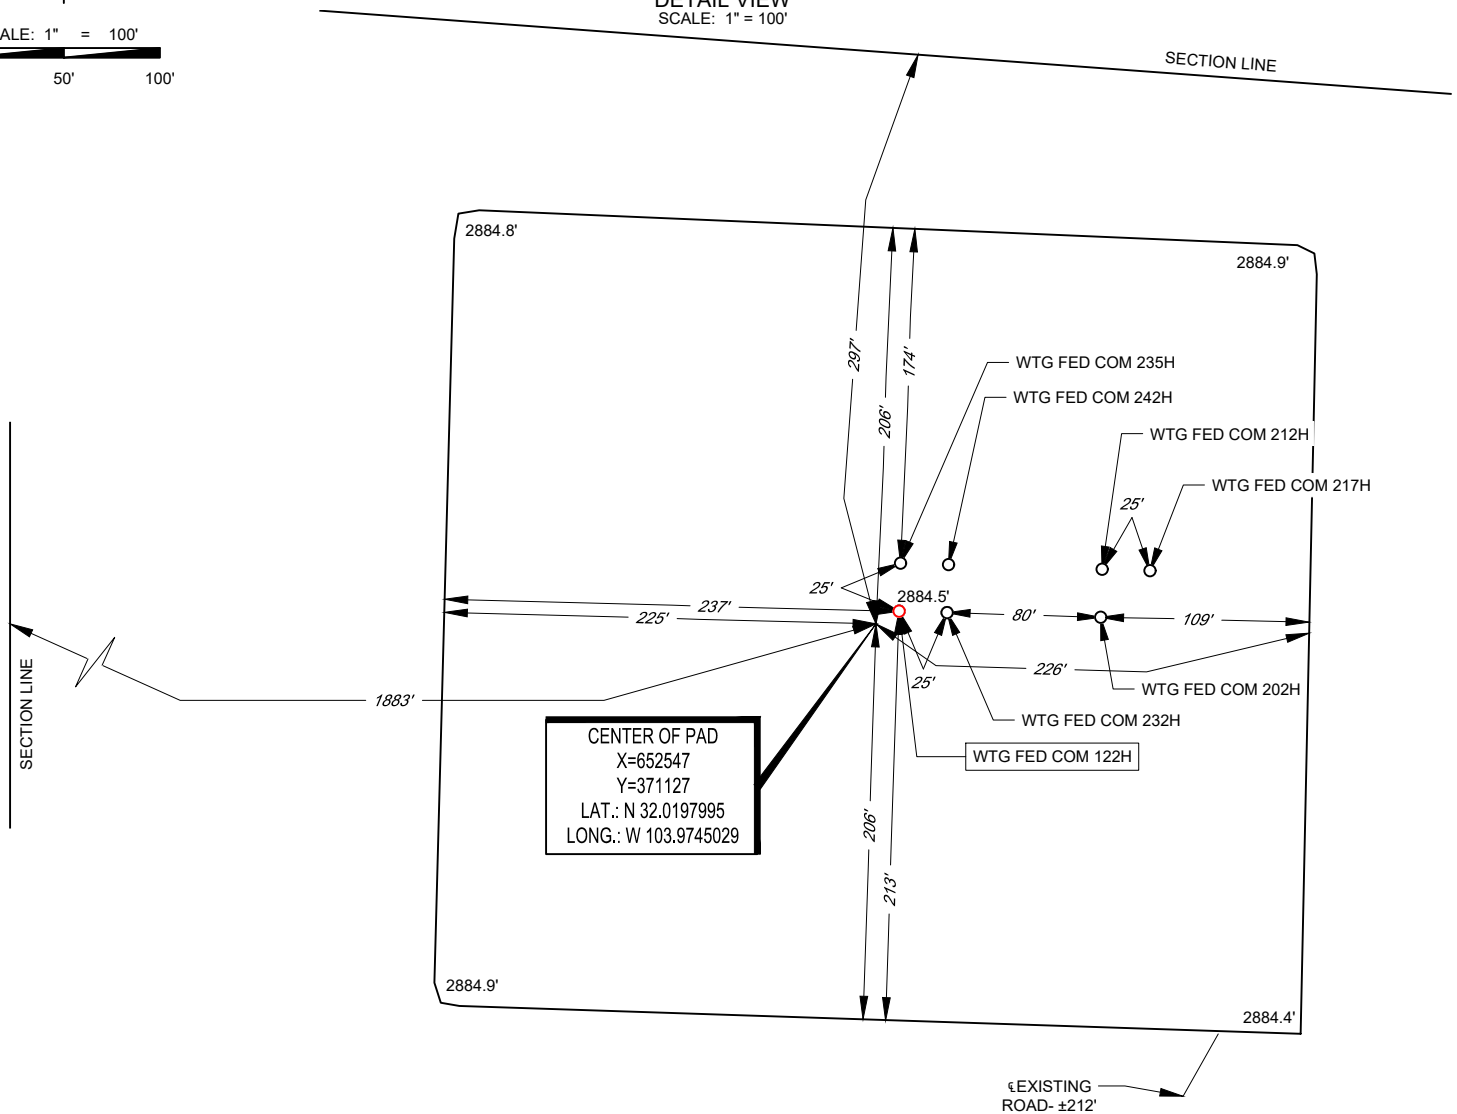 DETAIL VIEW
SCALE: 1" = 100'
ALE: 1" = 100'
50' 100'
SECTION LINE
2884.8'
2884.9'
297'
206'
174'
WTG FED COM 235H
WTG FED COM 242H
WTG FED COM 212H
WTG FED COM 217H
25'
25'
2884.5'
237'
225'
80'
109'
226'
25'
1883'
SECTION LINE
WTG FED COM 202H
WTG FED COM 232H
WTG FED COM 122H
CENTER OF PAD
X=652547
Y=371127
LAT.: N 32.0197995
LONG.: W 103.9745029
206'
213'
2884.9'
2884.4'
℄EXISTING
ROAD- ±212'